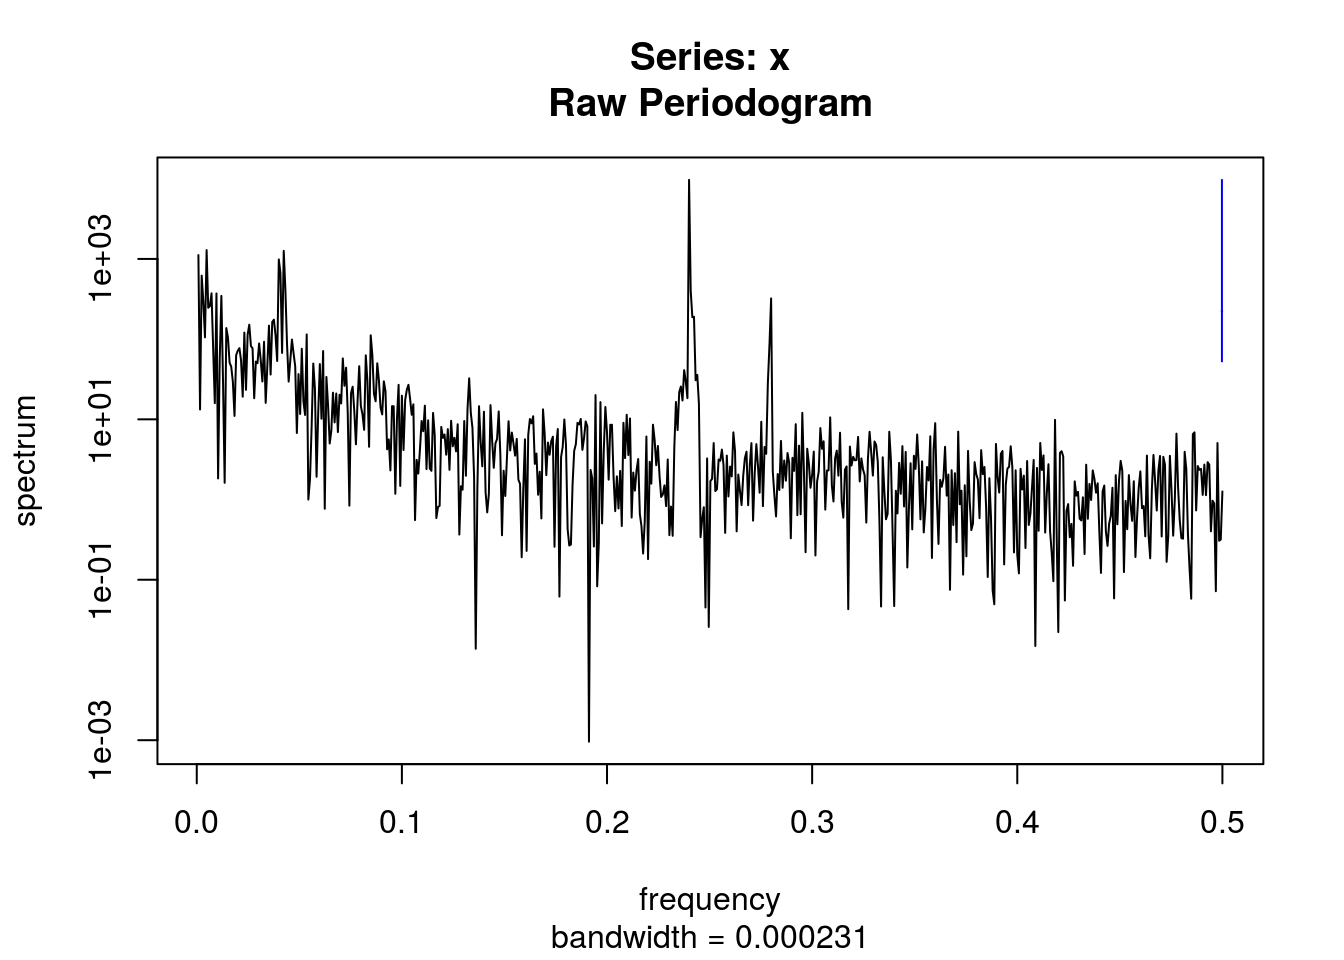 Series: x
Raw Periodogram
spectrum
1e+03
1e+01
1e-01
1e-03
0.0 0.1 0.2 0.3 0.4 0.5
frequency
bandwidth = 0.000231